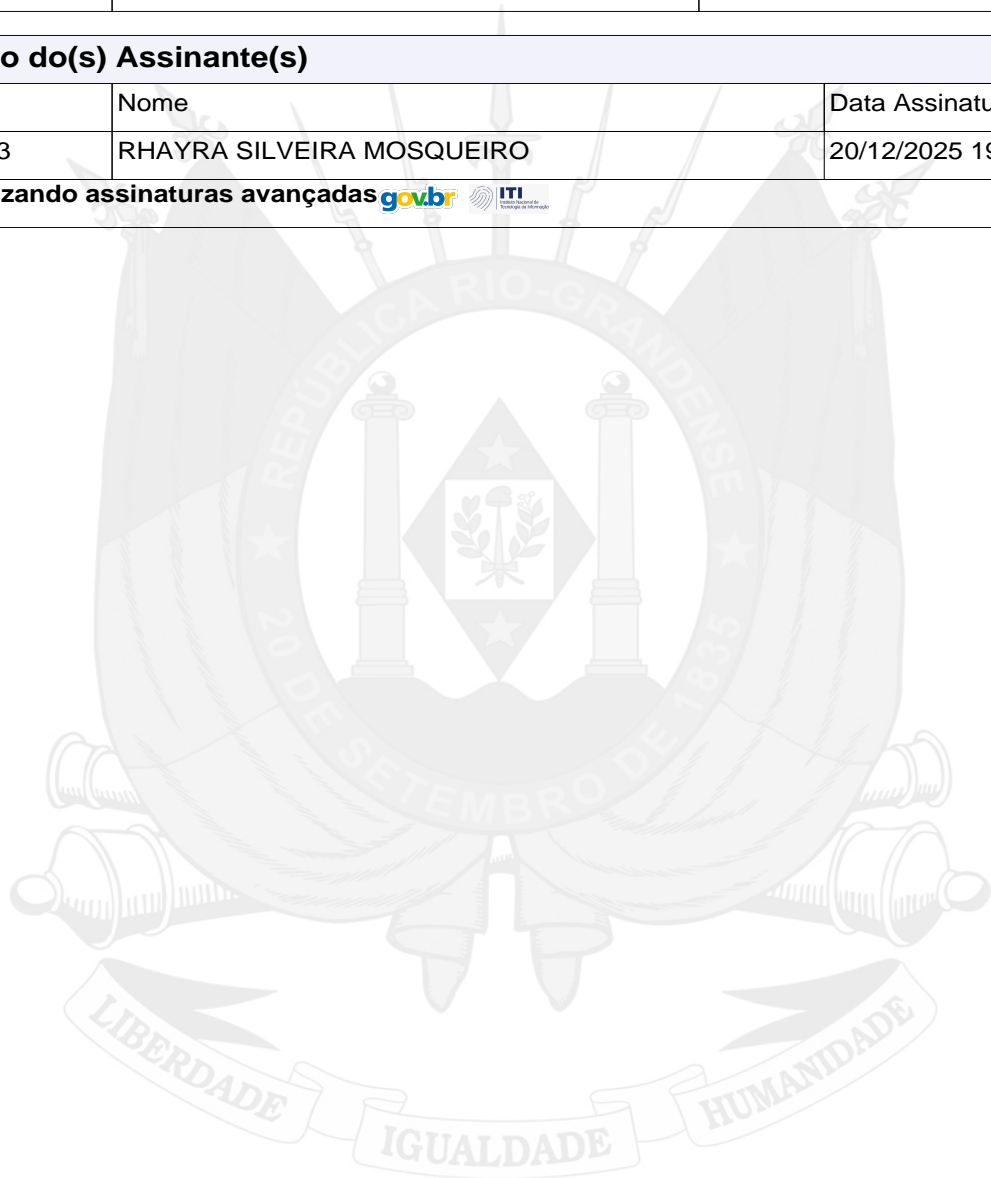 o do(s) Assinante(s)
Nome Data Assinatu
3 RHAYRA SILVEIRA MOSQUEIRO 20/12/2025 19
zando assinaturas avançadas gov.br ITI
REPÚBLICA RIO-GRANDENSE
20 DE SETEMBRO DE 1835
LIBERDADE IGUALDADE HUMANIDADE